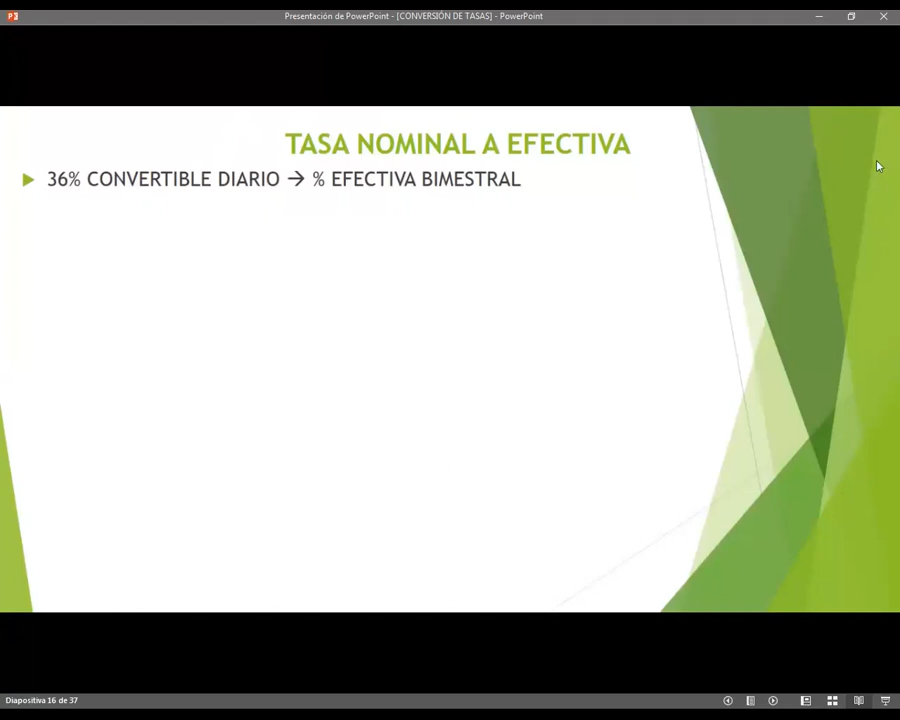 Presentación de PowerPoint - [CONVERSIÓN DE TASAS] - PowerPoint
TASA NOMINAL A EFECTIVA
36% CONVERTIBLE DIARIO → % EFECTIVA BIMESTRAL
Diapositiva 16 de 37